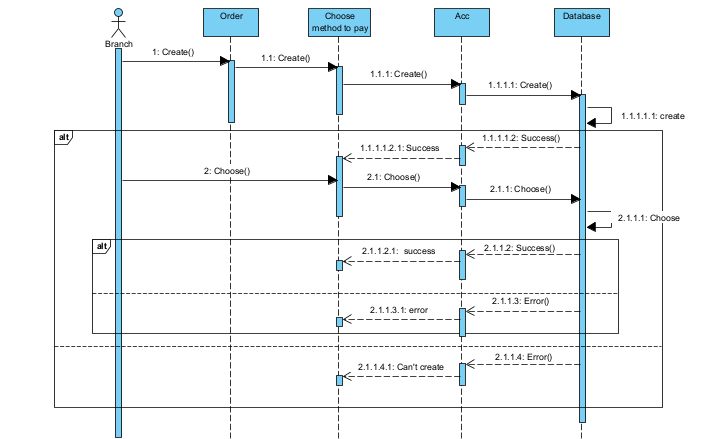 Order
Choose
method to pay
Acc
Database
Branch
1: Create()
1.1: Create()
1.1.1: Create()
1.1.1.1: Create()
1.1.1.1.1: create
alt
1.1.1.1.2: Success()
1.1.1.1.2.1: Success
2: Choose()
2.1: Choose()
2.1.1: Choose()
2.1.1.1: Choose
alt
2.1.1.2: Success()
2.1.1.2.1: success
2.1.1.3: Error()
2.1.1.3.1: error
2.1.1.4: Error()
2.1.1.4.1: Can't create